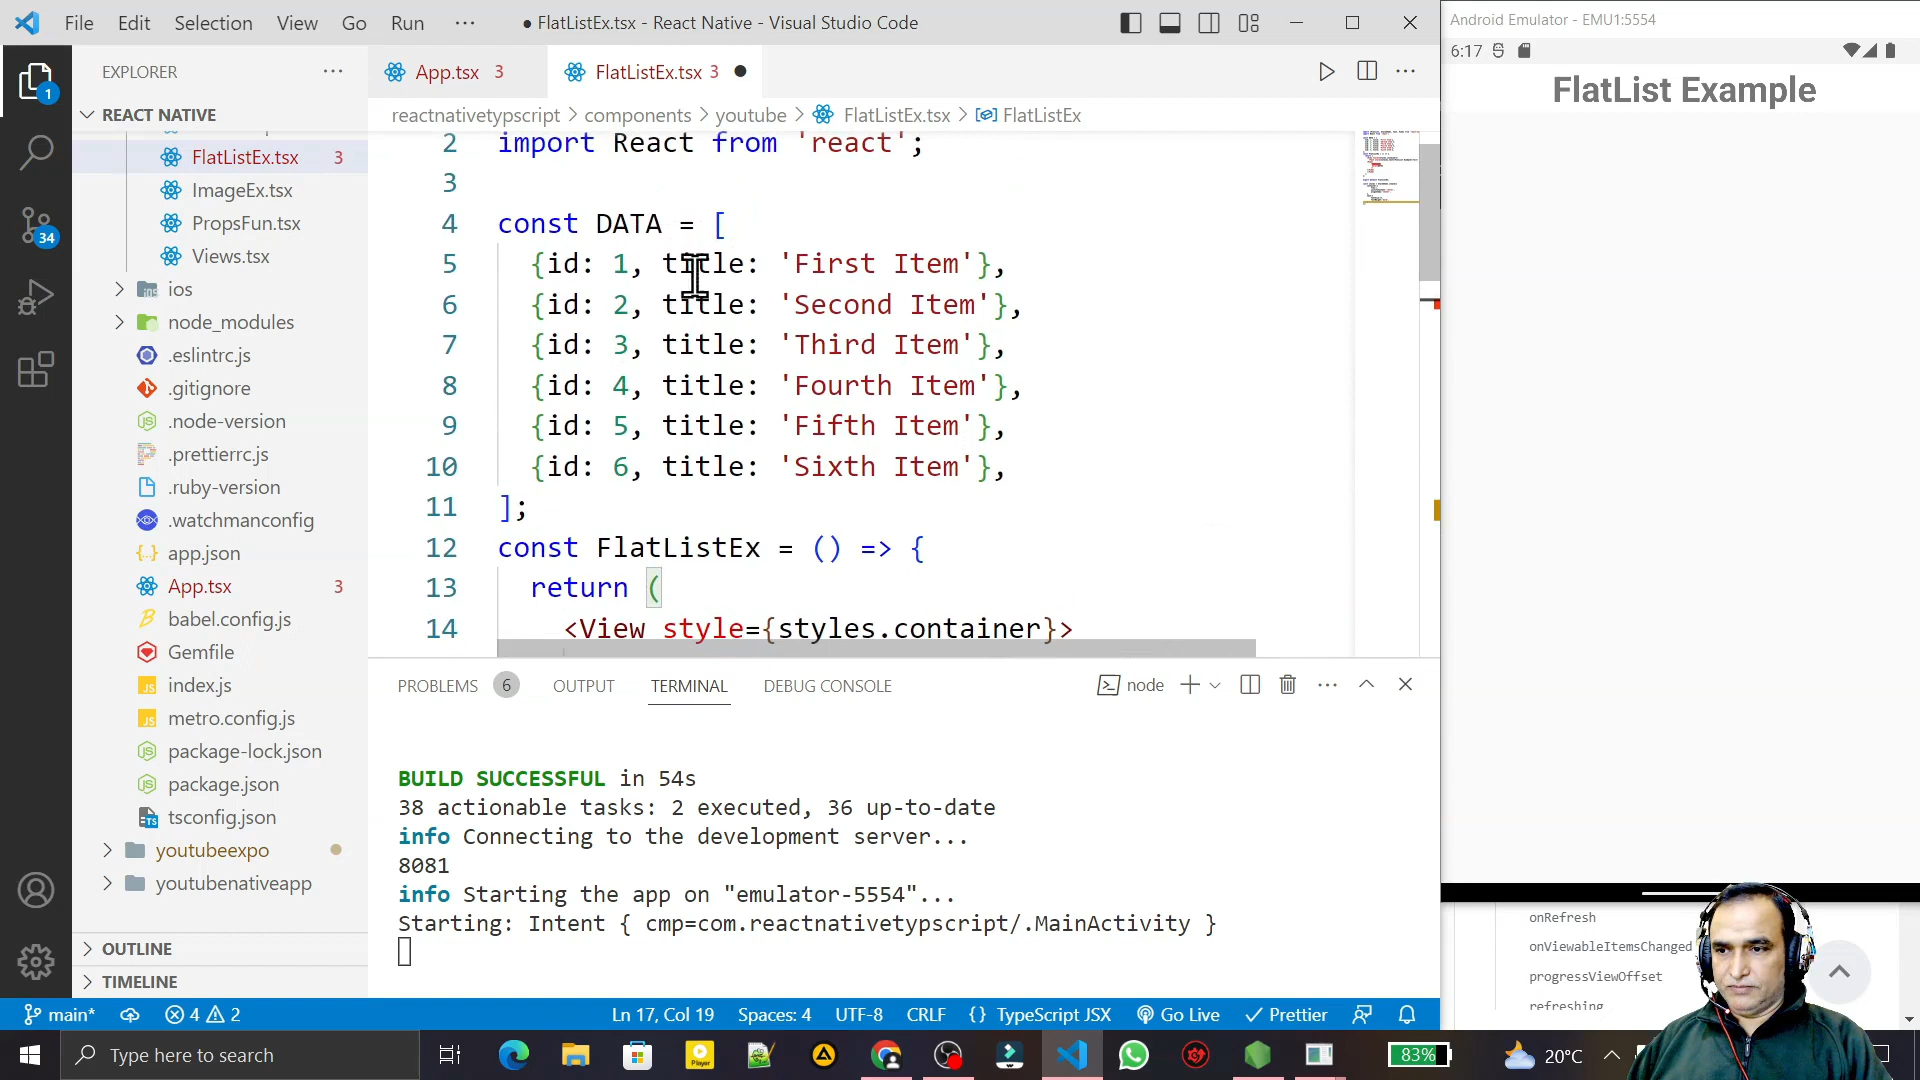 File Edit Selection View Go Run ··· ● FlatListEx.tsx - React Native - Visual Studio Code
Android Emulator - EMU1:5554
6:17
EXPLORER ···
App.tsx 3
FlatListEx.tsx 3 ●
FlatList Example
REACT NATIVE
reactnativetypscript > components > youtube > FlatListEx.tsx > FlatListEx
FlatListEx.tsx 3
ImageEx.tsx
PropsFun.tsx
Views.tsx
ios
node_modules
.eslintrc.js
.gitignore
.node-version
.prettierrc.js
.ruby-version
.watchmanconfig
app.json
App.tsx 3
babel.config.js
Gemfile
index.js
metro.config.js
package-lock.json
package.json
tsconfig.json
youtubeexpo
youtubenativeapp
OUTLINE
TIMELINE
1
34
2 import React from 'react';
3
4 const DATA = [
5 {id: 1, title: 'First Item'},
6 {id: 2, title: 'Second Item'},
7 {id: 3, title: 'Third Item'},
8 {id: 4, title: 'Fourth Item'},
9 {id: 5, title: 'Fifth Item'},
10 {id: 6, title: 'Sixth Item'},
11 ];
12 const FlatListEx = () => {
13 return (
14 <View style={styles.container}>
PROBLEMS 6 OUTPUT TERMINAL DEBUG CONSOLE node
BUILD SUCCESSFUL in 54s
38 actionable tasks: 2 executed, 36 up-to-date
info Connecting to the development server...
8081
info Starting the app on "emulator-5554"...
Starting: Intent { cmp=com.reactnativetypscript/.MainActivity }
onRefresh
onViewableItemsChanged
progressViewOffset
refreshing
main* 4 2 Ln 17, Col 19 Spaces: 4 UTF-8 CRLF {} TypeScript JSX Go Live Prettier
Type here to search
Player
83%
20°C